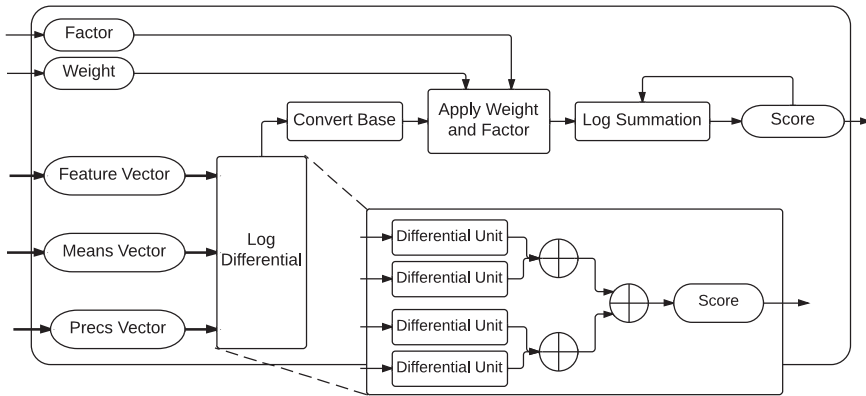 Factor
Weight
Convert Base
Apply Weight
and Factor
Log Summation
Score
Feature Vector
Means Vector
Precs Vector
Log
Differential
Differential Unit
Differential Unit
Differential Unit
Differential Unit
Score